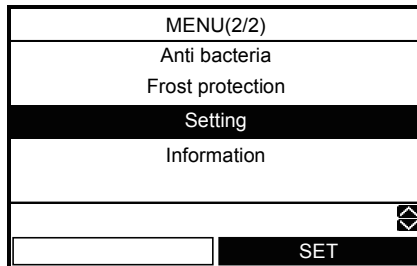 MENU(2/2)
Anti bacteria
Frost protection
Setting
Information
SET